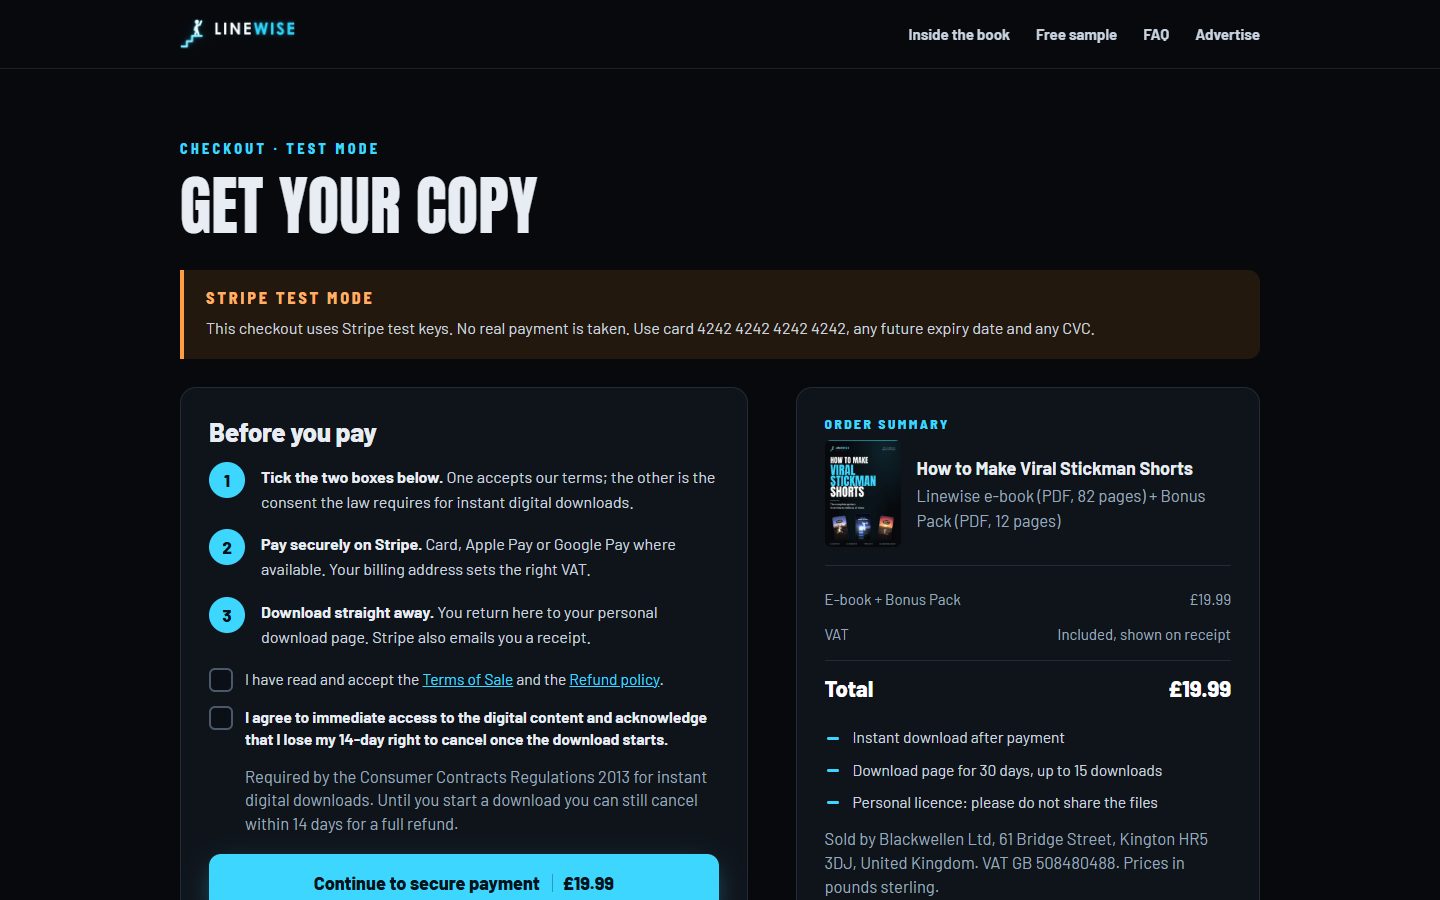 LINEWISE
Inside the book
Free sample
FAQ
Advertise
CHECKOUT · TEST MODE
GET YOUR COPY
STRIPE TEST MODE
This checkout uses Stripe test keys. No real payment is taken. Use card 4242 4242 4242 4242, any future expiry date and any CVC.
Before you pay
1
Tick the two boxes below. One accepts our terms; the other is the
consent the law requires for instant digital downloads.
2
Pay securely on Stripe. Card, Apple Pay or Google Pay where
available. Your billing address sets the right VAT.
3
Download straight away. You return here to your personal
download page. Stripe also emails you a receipt.
I have read and accept the Terms of Sale and the Refund policy.
I agree to immediate access to the digital content and acknowledge
that I lose my 14-day right to cancel once the download starts.
Required by the Consumer Contracts Regulations 2013 for instant
digital downloads. Until you start a download you can still cancel
within 14 days for a full refund.
Continue to secure payment £19.99
ORDER SUMMARY
HOW TO MAKE
VIRAL
STICKMAN
SHORTS
How to Make Viral Stickman Shorts
Linewise e-book (PDF, 82 pages) + Bonus
Pack (PDF, 12 pages)
E-book + Bonus Pack £19.99
VAT Included, shown on receipt
Total £19.99
Instant download after payment
Download page for 30 days, up to 15 downloads
Personal licence: please do not share the files
Sold by Blackwellen Ltd, 61 Bridge Street, Kington HR5
3DJ, United Kingdom. VAT GB 508480488. Prices in
pounds sterling.